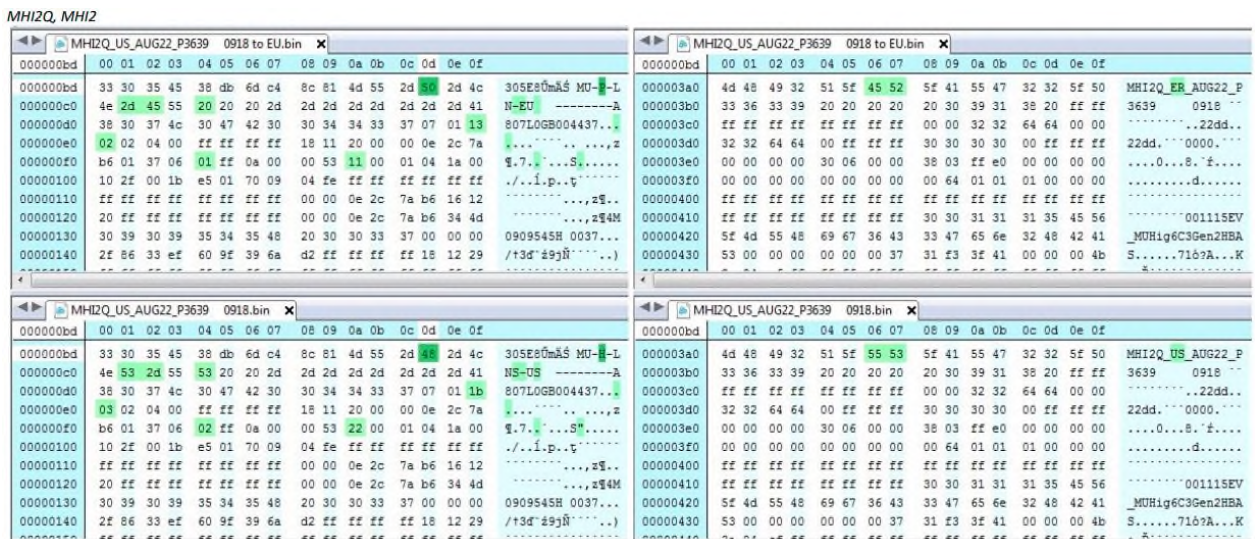 MHI2Q, MHI2
MHI2Q_US_AUG22_P3639 0918 to EU.bin x
000000bd 00 01 02 03 04 05 06 07 08 09 0a 0b 0c 0d 0e 0f
000000bd 33 30 35 45 38 db 6d c4 8c 81 4d 55 2d 50 2d 4c 305E8ŰmÄŚ MU-P-L
000000c0 4e 2d 45 55 20 20 20 2d 2d 2d 2d 2d 2d 2d 2d 41 N-EU --------A
000000d0 38 30 37 4c 30 47 42 30 30 34 34 33 37 07 01 13 807L0GB004437...
000000e0 02 02 04 00 ff ff ff ff 18 11 20 00 00 0e 2c 7a ....˙˙˙˙.. ...,z
000000f0 b6 01 37 06 01 ff 0a 00 00 53 11 00 01 04 1a 00 ¶.7..˙...S......
00000100 10 2f 00 1b e5 01 70 09 04 fe ff ff ff ff ff ff ./..ĺ.p..ţ˙˙˙˙˙˙
00000110 ff ff ff ff ff ff ff ff 00 00 0e 2c 7a b6 16 12 ˙˙˙˙˙˙˙˙...,z¶..
00000120 20 ff ff ff ff ff ff ff 00 00 0e 2c 7a b6 34 4d ˙˙˙˙˙˙˙...,z¶4M
00000130 30 39 30 39 35 34 35 48 20 30 30 33 37 00 00 00 0909545H 0037...
00000140 2f 86 33 ef 60 9f 39 6a d2 ff ff ff ff 18 12 29 /†3ď`ź9jŇ˙˙˙˙..)
MHI2Q_US_AUG22_P3639 0918 to EU.bin x
000000bd 00 01 02 03 04 05 06 07 08 09 0a 0b 0c 0d 0e 0f
000003a0 4d 48 49 32 51 5f 45 52 5f 41 55 47 32 32 5f 50 MHI2Q_ER_AUG22_P
000003b0 33 36 33 39 20 20 20 20 20 30 39 31 38 20 ff ff 3639 0918 ˙˙
000003c0 ff ff ff ff ff ff ff ff 00 00 32 32 64 64 00 00 ˙˙˙˙˙˙˙˙..22dd..
000003d0 32 32 64 64 00 ff ff ff 30 30 30 30 00 ff ff ff 22dd.˙˙˙0000.˙˙˙
000003e0 00 00 00 00 30 06 00 00 38 03 ff e0 00 00 00 00 ....0...8.˙ŕ....
000003f0 00 00 00 00 00 00 00 00 00 64 01 01 01 00 00 00 .........d......
00000400 ff ff ff ff ff ff ff ff ff ff ff ff ff ff ff ff ˙˙˙˙˙˙˙˙˙˙˙˙˙˙˙˙
00000410 ff ff ff ff ff ff ff ff 30 30 31 31 31 35 45 56 ˙˙˙˙˙˙˙˙001115EV
00000420 5f 4d 55 48 69 67 36 43 33 47 65 6e 32 48 42 41 _MUHig6C3Gen2HBA
00000430 53 00 00 00 00 00 00 37 31 f3 3f 41 00 00 00 4b S......71ó?A...K
MHI2Q_US_AUG22_P3639 0918.bin x
000000bd 00 01 02 03 04 05 06 07 08 09 0a 0b 0c 0d 0e 0f
000000bd 33 30 35 45 38 db 6d c4 8c 81 4d 55 2d 48 2d 4c 305E8ŰmÄŚ MU-H-L
000000c0 4e 53 2d 55 53 20 20 2d 2d 2d 2d 2d 2d 2d 2d 41 NS-US --------A
000000d0 38 30 37 4c 30 47 42 30 30 34 34 33 37 07 01 1b 807L0GB004437...
000000e0 03 02 04 00 ff ff ff ff 18 11 20 00 00 0e 2c 7a ....˙˙˙˙.. ...,z
000000f0 b6 01 37 06 02 ff 0a 00 00 53 22 00 01 04 1a 00 ¶.7..˙...S".....
00000100 10 2f 00 1b e5 01 70 09 04 fe ff ff ff ff ff ff ./..ĺ.p..ţ˙˙˙˙˙˙
00000110 ff ff ff ff ff ff ff ff 00 00 0e 2c 7a b6 16 12 ˙˙˙˙˙˙˙˙...,z¶..
00000120 20 ff ff ff ff ff ff ff 00 00 0e 2c 7a b6 34 4d ˙˙˙˙˙˙˙...,z¶4M
00000130 30 39 30 39 35 34 35 48 20 30 30 33 37 00 00 00 0909545H 0037...
00000140 2f 86 33 ef 60 9f 39 6a d2 ff ff ff ff 18 12 29 /†3ď`ź9jŇ˙˙˙˙..)
MHI2Q_US_AUG22_P3639 0918.bin x
000000bd 00 01 02 03 04 05 06 07 08 09 0a 0b 0c 0d 0e 0f
000003a0 4d 48 49 32 51 5f 55 53 5f 41 55 47 32 32 5f 50 MHI2Q_US_AUG22_P
000003b0 33 36 33 39 20 20 20 20 20 30 39 31 38 20 ff ff 3639 0918 ˙˙
000003c0 ff ff ff ff ff ff ff ff 00 00 32 32 64 64 00 00 ˙˙˙˙˙˙˙˙..22dd..
000003d0 32 32 64 64 00 ff ff ff 30 30 30 30 00 ff ff ff 22dd.˙˙˙0000.˙˙˙
000003e0 00 00 00 00 30 06 00 00 38 03 ff e0 00 00 00 00 ....0...8.˙ŕ....
000003f0 00 00 00 00 00 00 00 00 00 64 01 01 01 00 00 00 .........d......
00000400 ff ff ff ff ff ff ff ff ff ff ff ff ff ff ff ff ˙˙˙˙˙˙˙˙˙˙˙˙˙˙˙˙
00000410 ff ff ff ff ff ff ff ff 30 30 31 31 31 35 45 56 ˙˙˙˙˙˙˙˙001115EV
00000420 5f 4d 55 48 69 67 36 43 33 47 65 6e 32 48 42 41 _MUHig6C3Gen2HBA
00000430 53 00 00 00 00 00 00 37 31 f3 3f 41 00 00 00 4b S......71ó?A...K